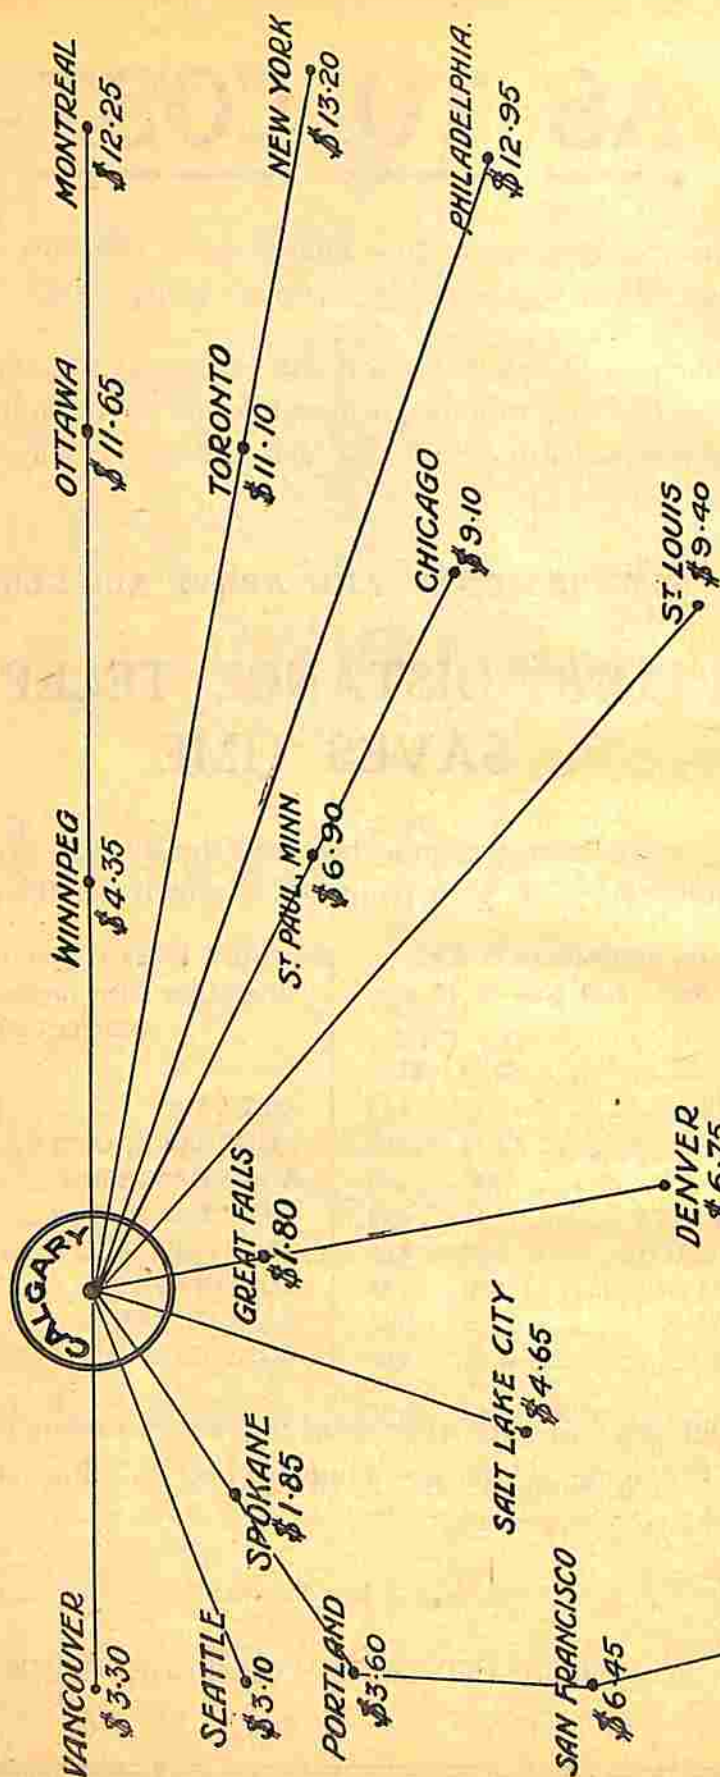 CALGARY
VANCOUVER
$3.30
WINNIPEG
$4.35
OTTAWA
$11.65
MONTREAL
$12.25
SEATTLE
$3.10
SPOKANE
$1.85
GREAT FALLS
$1.80
TORONTO
$11.10
NEW YORK
$13.20
PORTLAND
$3.60
ST PAUL, MINN
$6.90
CHICAGO
$9.10
PHILADELPHIA.
$12.95
SALT LAKE CITY
$4.65
SAN FRANCISCO
$6.45
DENVER
$6.75
ST LOUIS
$9.40